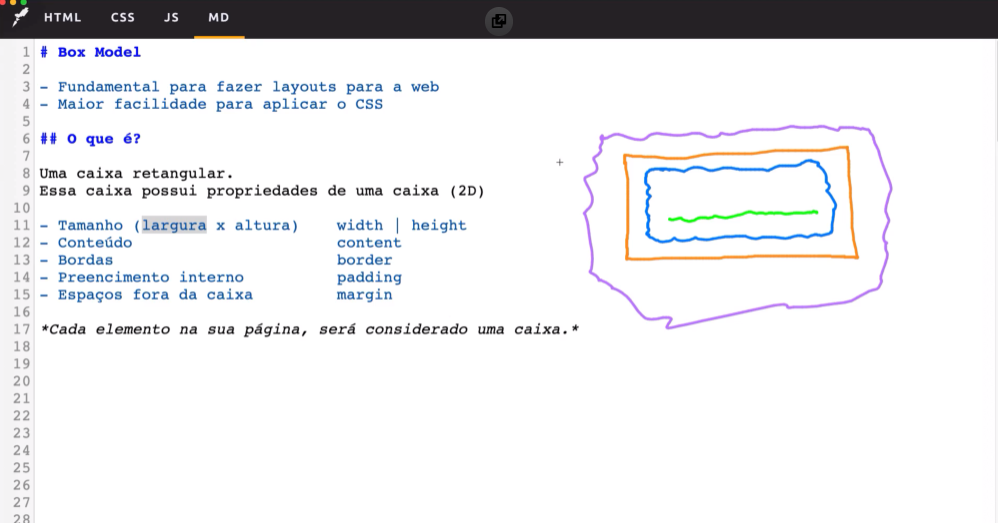 HTML CSS JS MD
1 # Box Model
2
3 - Fundamental para fazer layouts para a web
4 - Maior facilidade para aplicar o CSS
5
6 ## O que é?
7
8 Uma caixa retangular.
9 Essa caixa possui propriedades de uma caixa (2D)
10
11 - Tamanho (largura x altura) width | height
12 - Conteúdo content
13 - Bordas border
14 - Preencimento interno padding
15 - Espaços fora da caixa margin
16
17 *Cada elemento na sua página, será considerado uma caixa.*
18
19
20
21
22
23
24
25
26
27
28